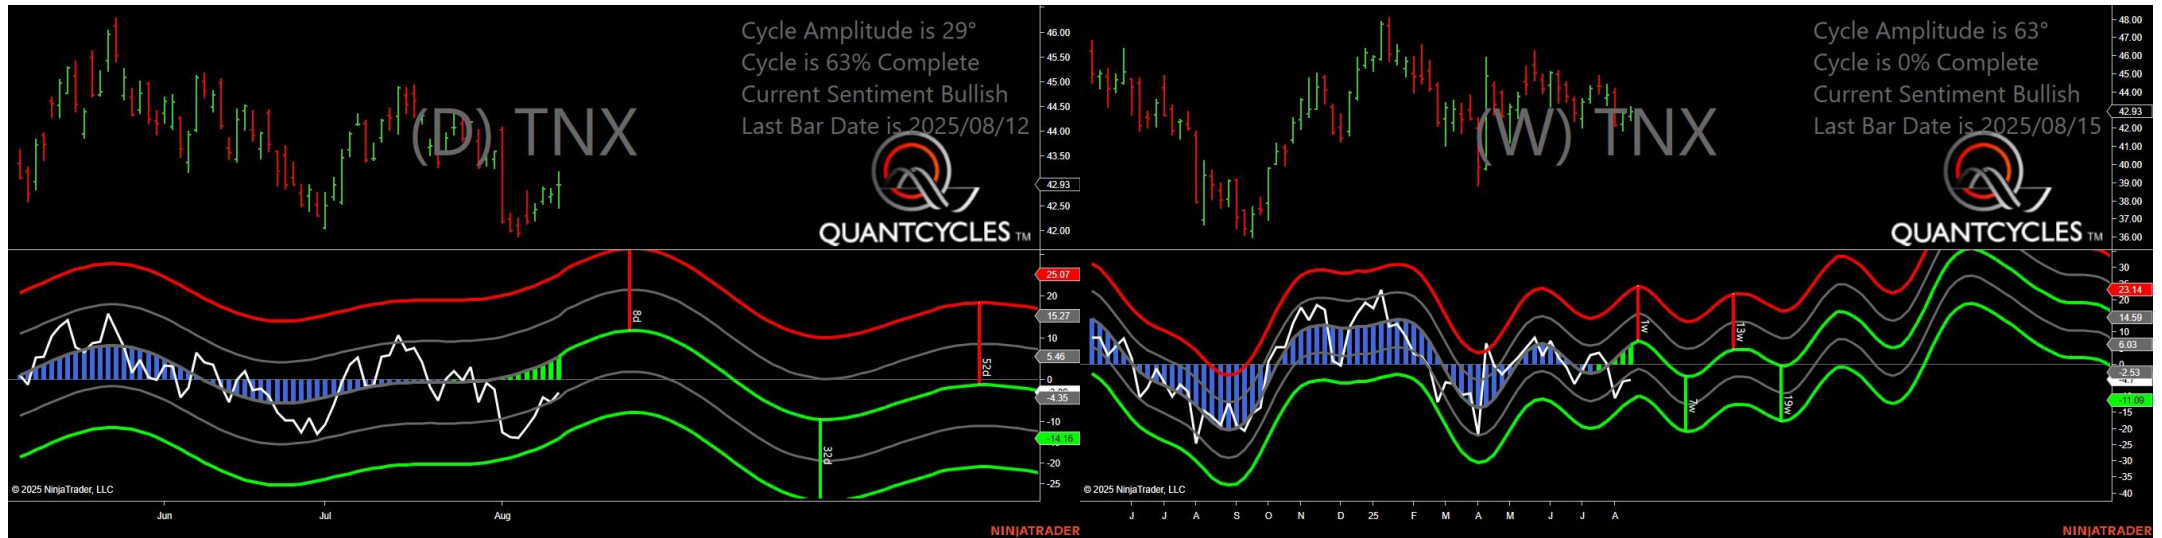 Cycle Amplitude is 29°
Cycle is 63% Complete
Current Sentiment Bullish
Last Bar Date is 2025/08/12
(D) TNX
QUANTCYCLES TM
46.00
45.50
45.00
44.50
44.00
43.50
42.93
42.50
42.00
25.07
20
15.27
10
5.46
0
-4.35
-10
-14.16
-20
-25
8d
32d
52d
© 2025 NinjaTrader, LLC
Jun Jul Aug
NINJATRADER
Cycle Amplitude is 63°
Cycle is 0% Complete
Current Sentiment Bullish
Last Bar Date is 2025/08/15
(W) TNX
QUANTCYCLES TM
48.00
47.00
46.00
45.00
44.00
42.93
42.00
41.00
40.00
39.00
38.00
37.00
36.00
30
23.14
20
14.59
10
6.03
0
-2.53
-11.09
-15
-20
-25
-30
-35
-40
1w
7w
13w
19w
© 2025 NinjaTrader, LLC
J J A S O N D 25 F M A M J J A
NINJATRADER